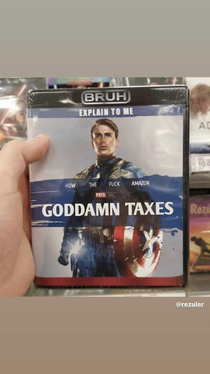 BRUH
EXPLAIN TO ME
HOW THE FUCK AMAZON
PAYS
GODDAMN TAXES
@rezuler